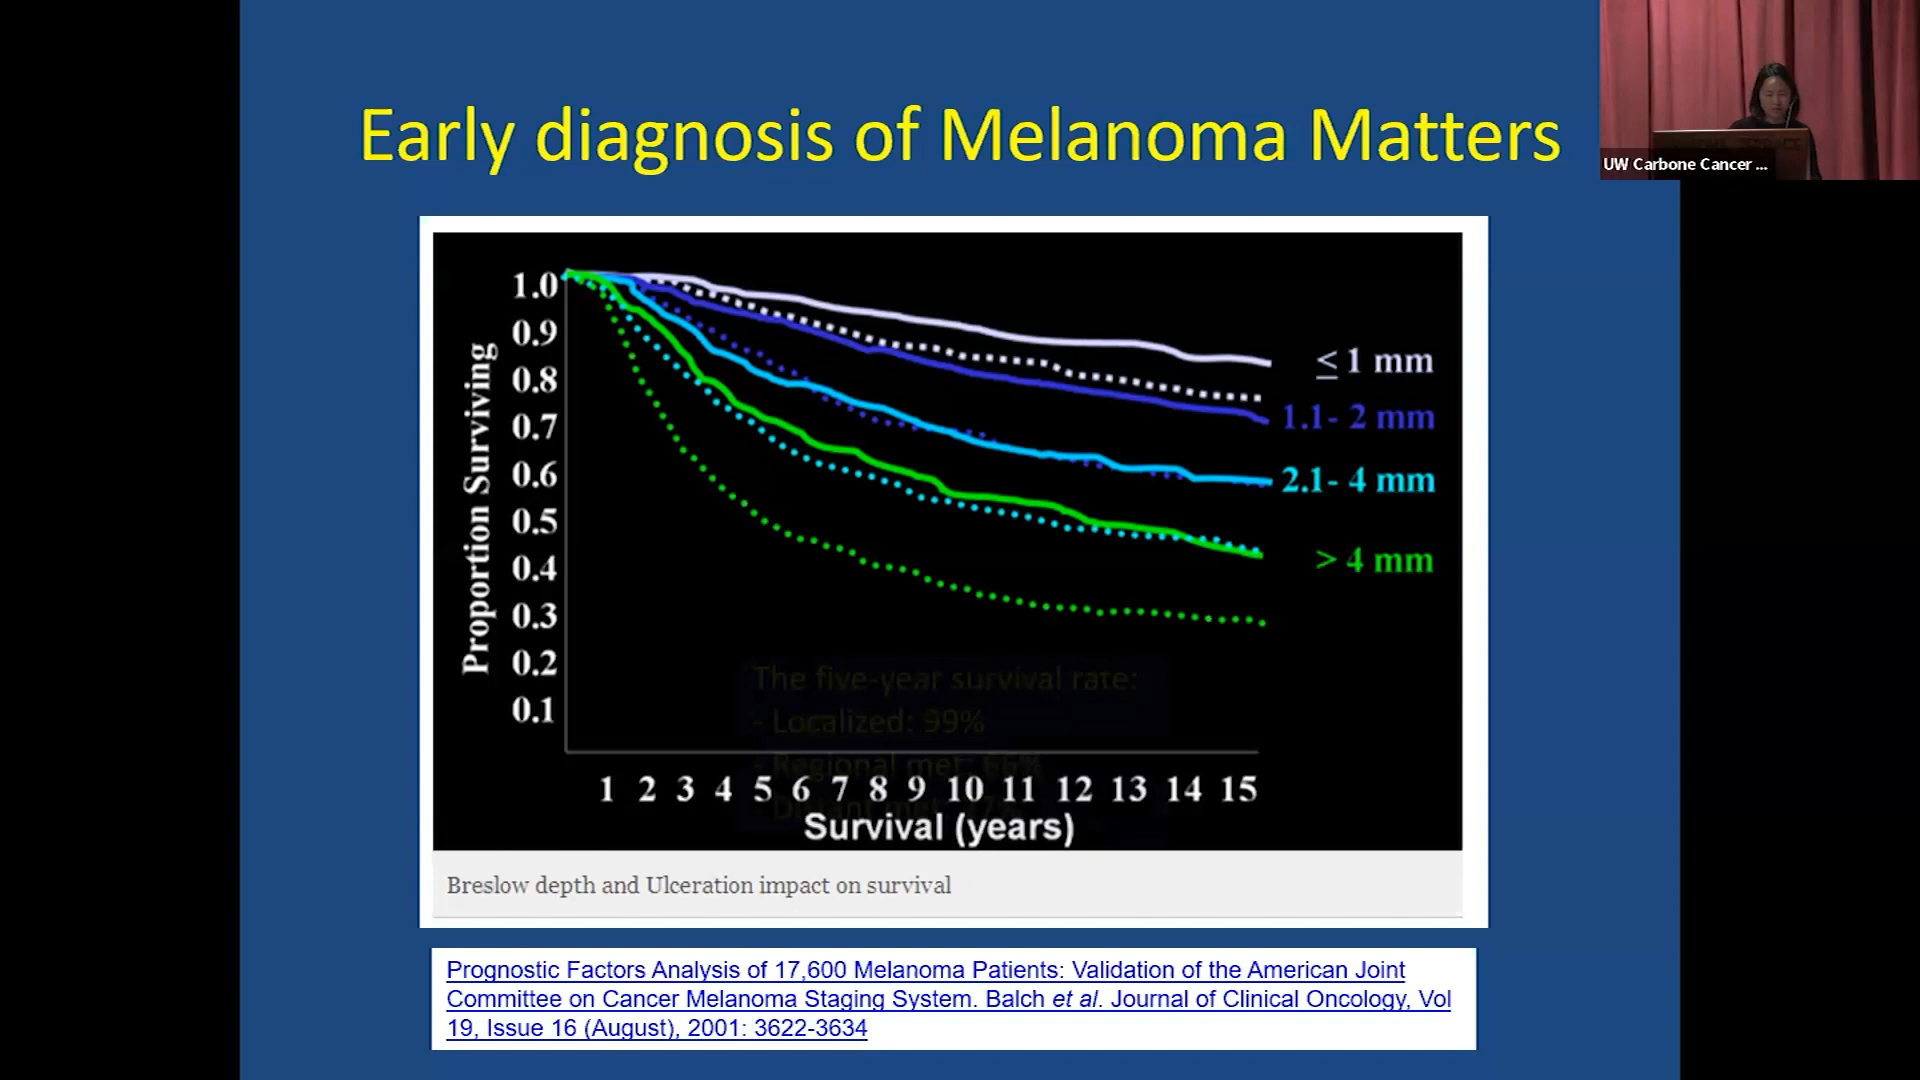 Early diagnosis of Melanoma Matters
UW Carbone Cancer ...
Proportion Surviving
1.0
0.9
0.8
0.7
0.6
0.5
0.4
0.3
0.2
0.1
≤ 1 mm
1.1- 2 mm
2.1- 4 mm
> 4 mm
The five-year survival rate:
- Localized: 99%
- Regional met:
1 2 3 4 5 6 7 8 9 10 11 12 13 14 15
Survival (years)
Breslow depth and Ulceration impact on survival
Prognostic Factors Analysis of 17,600 Melanoma Patients: Validation of the American Joint
Committee on Cancer Melanoma Staging System. Balch et al. Journal of Clinical Oncology, Vol
19, Issue 16 (August), 2001: 3622-3634